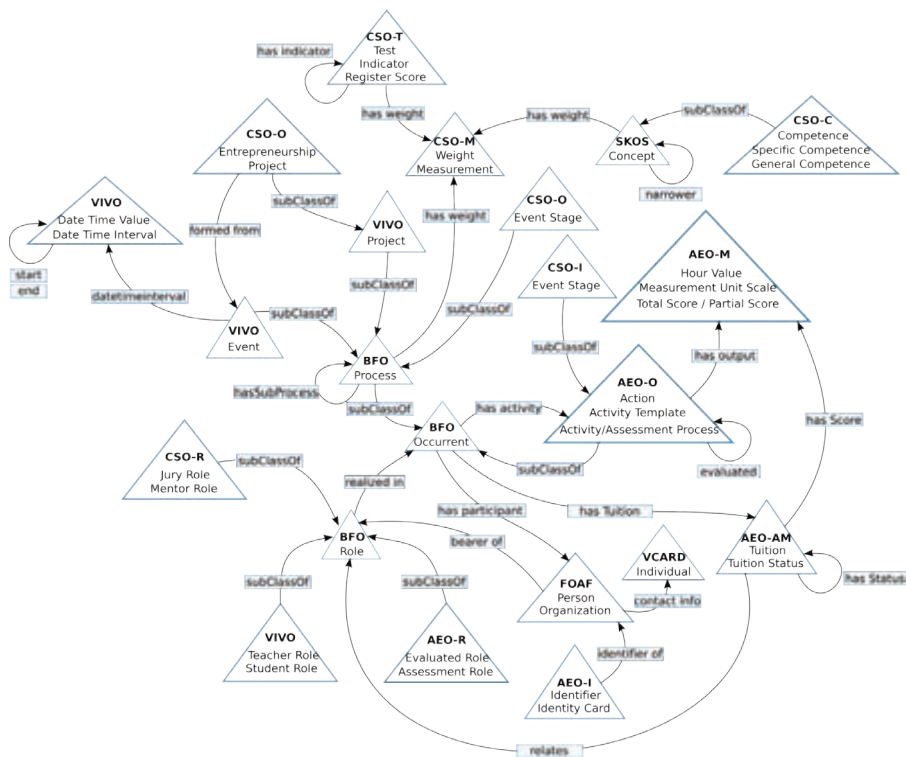 CSO-T
Test
Indicator
Register Score
has indicator
has weight
CSO-M
Weight
Measurement
has weight
SKOS
Concept
narrower
subClassOf
CSO-C
Competence
Specific Competence
General Competence
CSO-O
Entrepreneurship
Project
subClassOf
formed from
VIVO
Date Time Value
Date Time Interval
start
end
datetimeinterval
VIVO
Project
subClassOf
has weight
CSO-O
Event Stage
subClassOf
CSO-I
Event Stage
subClassOf
AEO-M
Hour Value
Measurement Unit Scale
Total Score / Partial Score
has output
has Score
VIVO
Event
subClassOf
BFO
Process
hasSubProcess
subClassOf
has activity
AEO-O
Action
Activity Template
Activity/Assessment Process
evaluated
subClassOf
BFO
Occurrent
CSO-R
Jury Role
Mentor Role
subClassOf
realized in
has participant
has Tuition
bearer of
BFO
Role
VCARD
Individual
AEO-AM
Tuition
Tuition Status
has Status
FOAF
Person
Organization
contact info
subClassOf
subClassOf
VIVO
Teacher Role
Student Role
AEO-R
Evaluated Role
Assessment Role
identifier of
AEO-I
Identifier
Identity Card
relates